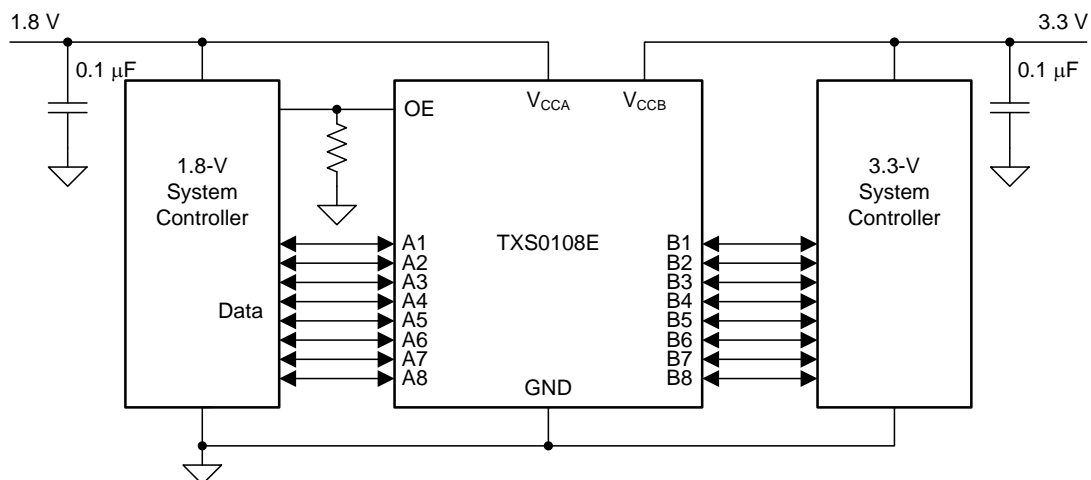 1.8 V
3.3 V
0.1 μF
0.1 μF
OE
VCCA
VCCB
1.8-V
System
Controller
3.3-V
System
Controller
TXS0108E
Data
A1
A2
A3
A4
A5
A6
A7
A8
B1
B2
B3
B4
B5
B6
B7
B8
GND